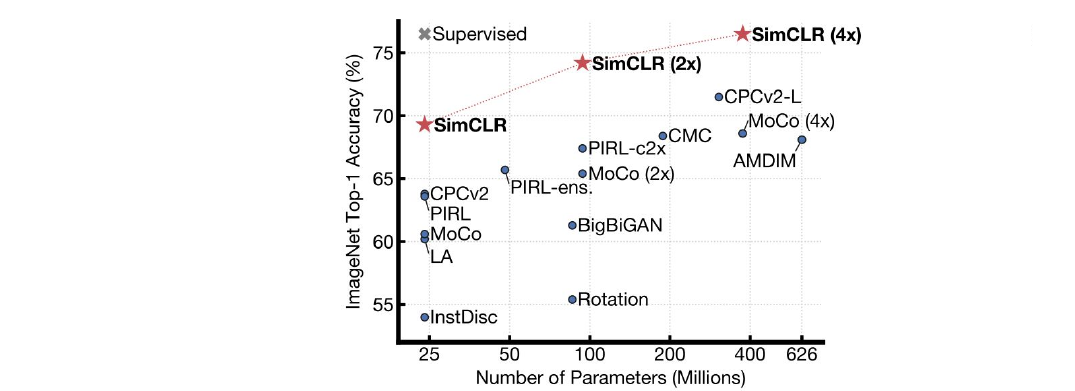 Supervised
SimCLR (4x)
75
SimCLR (2x)
CPCv2-L
70
MoCo (4x)
SimCLR
CMC
PIRL-c2x
AMDIM
65
MoCo (2x)
PIRL-ens.
CPCv2
PIRL
BigBiGAN
MoCo
60
LA
Rotation
55
InstDisc
ImageNet Top-1 Accuracy (%)
25 50 100 200 400 626
Number of Parameters (Millions)